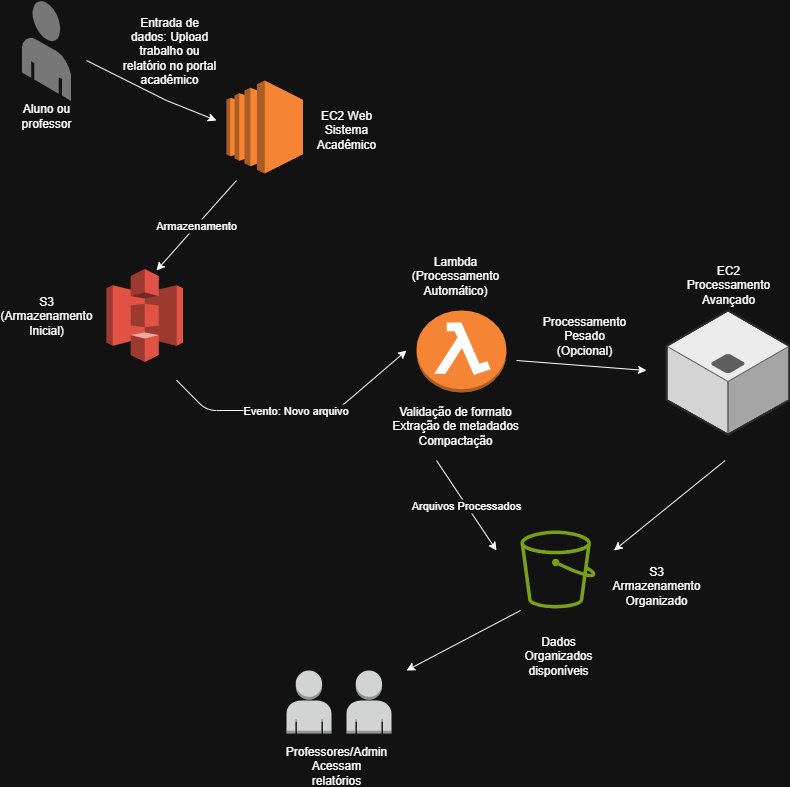 Entrada de
dados: Upload
trabalho ou
relatório no portal
acadêmico
Aluno ou
professor
EC2 Web
Sistema
Acadêmico
Armazenamento
S3
(Armazenamento
Inicial)
Lambda
(Processamento
Automático)
EC2
Processamento
Avançado
Processamento
Pesado
(Opcional)
Evento: Novo arquivo
Validação de formato
Extração de metadados
Compactação
Arquivos Processados
S3
Armazenamento
Organizado
Dados
Organizados
disponíveis
Professores/Admin
Acessam
relatórios